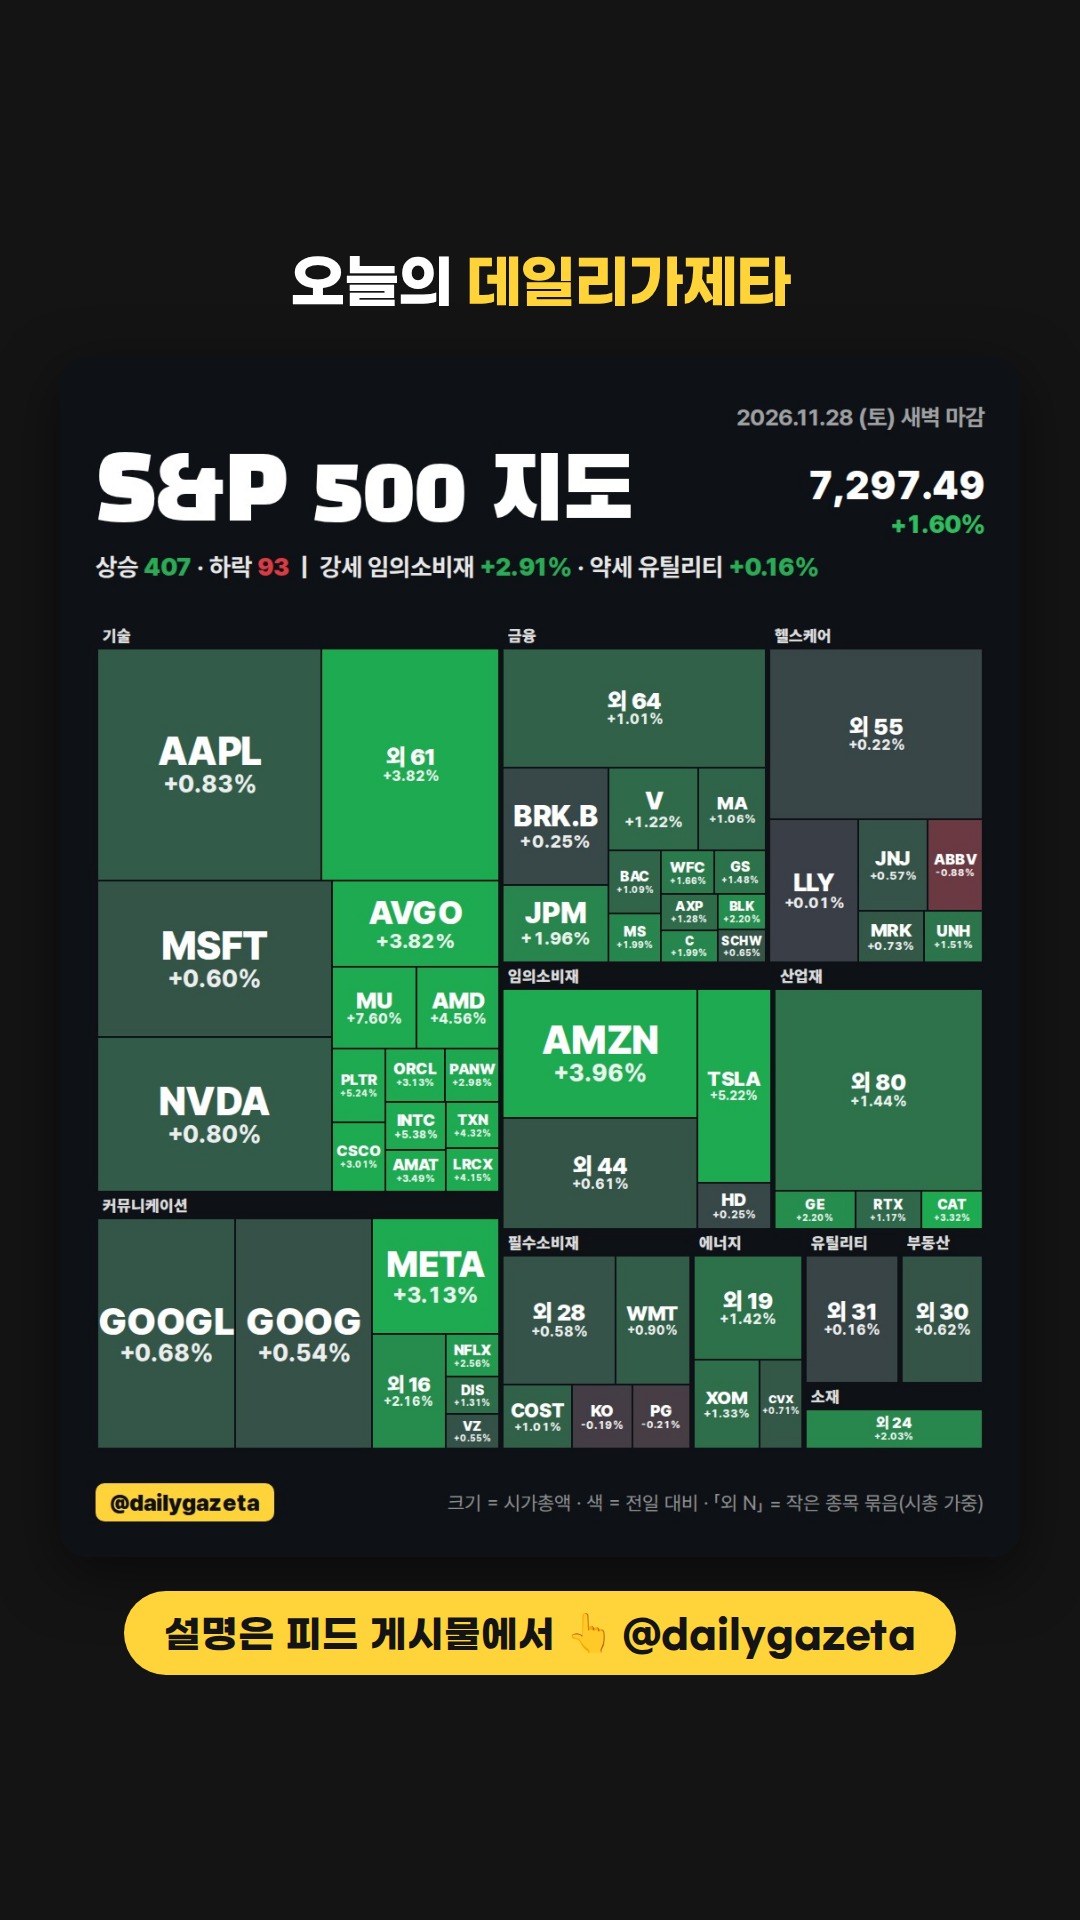 오늘의 데일리가제타
2026.11.28 (토) 새벽 마감
S&P 500 지도
7,297.49
+1.60%
상승 407 · 하락 93 | 강세 임의소비재 +2.91% · 약세 유틸리티 +0.16%
기술
AAPL
+0.83%
외 61
+3.82%
MSFT
+0.60%
AVGO
+3.82%
MU
+7.60%
AMD
+4.56%
NVDA
+0.80%
PLTR
+5.24%
ORCL
+3.13%
PANW
+2.98%
INTC
+5.38%
TXN
+4.32%
CSCO
+3.01%
AMAT
+3.49%
LRCX
+4.15%
금융
외 64
+1.01%
BRK.B
+0.25%
V
+1.22%
MA
+1.06%
JPM
+1.96%
BAC
+1.09%
WFC
+1.66%
GS
+1.48%
AXP
+1.28%
BLK
+2.20%
MS
+1.99%
C
+1.99%
SCHW
+0.65%
헬스케어
외 55
+0.22%
LLY
+0.01%
JNJ
+0.57%
ABBV
-0.88%
MRK
+0.73%
UNH
+1.51%
임의소비재
AMZN
+3.96%
TSLA
+5.22%
외 44
+0.61%
HD
+0.25%
산업재
외 80
+1.44%
GE
+2.20%
RTX
+1.17%
CAT
+3.32%
커뮤니케이션
GOOGL
+0.68%
GOOG
+0.54%
META
+3.13%
외 16
+2.16%
NFLX
+2.56%
DIS
+1.31%
VZ
+0.55%
필수소비재
외 28
+0.58%
WMT
+0.90%
COST
+1.01%
KO
-0.19%
PG
-0.21%
에너지
외 19
+1.42%
XOM
+1.33%
CVX
+0.71%
유틸리티
외 31
+0.16%
부동산
외 30
+0.62%
소재
외 24
+2.03%
@dailygazeta
크기 = 시가총액 · 색 = 전일 대비 · 「외 N」 = 작은 종목 묶음(시총 가중)
설명은 피드 게시물에서 👆 @dailygazeta